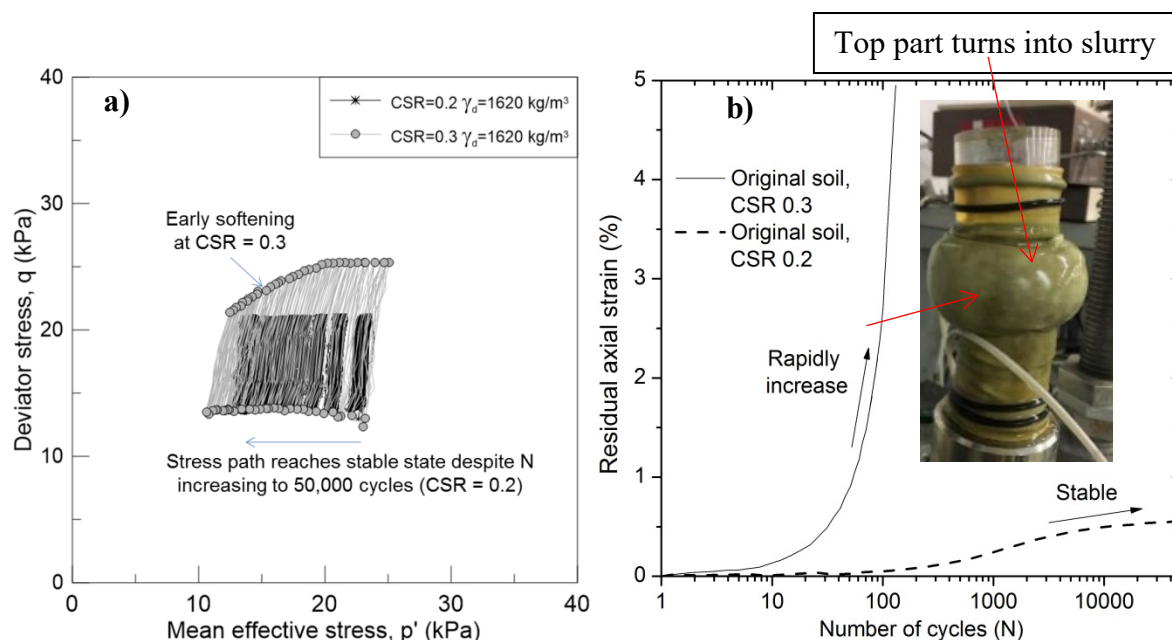 Top part turns into slurry
a)
CSR=0.2 γd=1620 kg/m³
CSR=0.3 γd=1620 kg/m³
Early softening
at CSR = 0.3
Stress path reaches stable state despite N
increasing to 50,000 cycles (CSR = 0.2)
Deviator stress, q (kPa)
40
30
20
10
0
0 10 20 30 40
Mean effective stress, p' (kPa)
b)
Original soil,
CSR 0.3
Original soil,
CSR 0.2
Rapidly
increase
Stable
Residual axial strain (%)
5
4
3
2
1
0
1 10 100 1000 10000
Number of cycles (N)